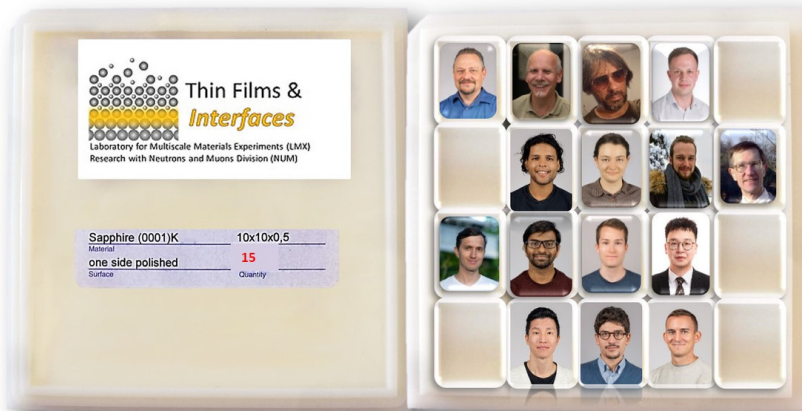 Thin Films &
Interfaces
Laboratory for Multiscale Materials Experiments (LMX)
Research with Neutrons and Muons Division (NUM)
Sapphire (0001)K 10x10x0,5
Material
one side polished 15
Surface Quantity